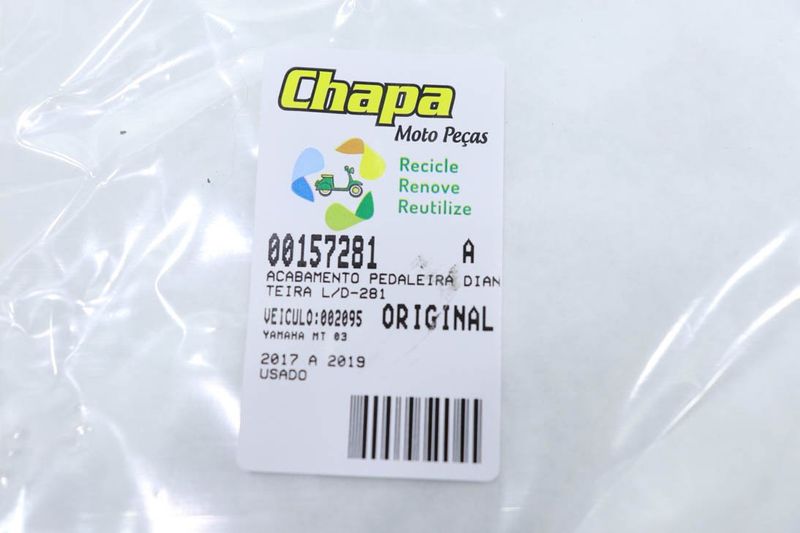 Chapa
Moto Peças
Recicle
Renove
Reutilize
00157281 A
ACABAMENTO PEDALEIRA DIAN
TEIRA L/D-281
VEICULO:002095 ORIGINAL
YAMAHA MT 03
2017 A 2019
USADO